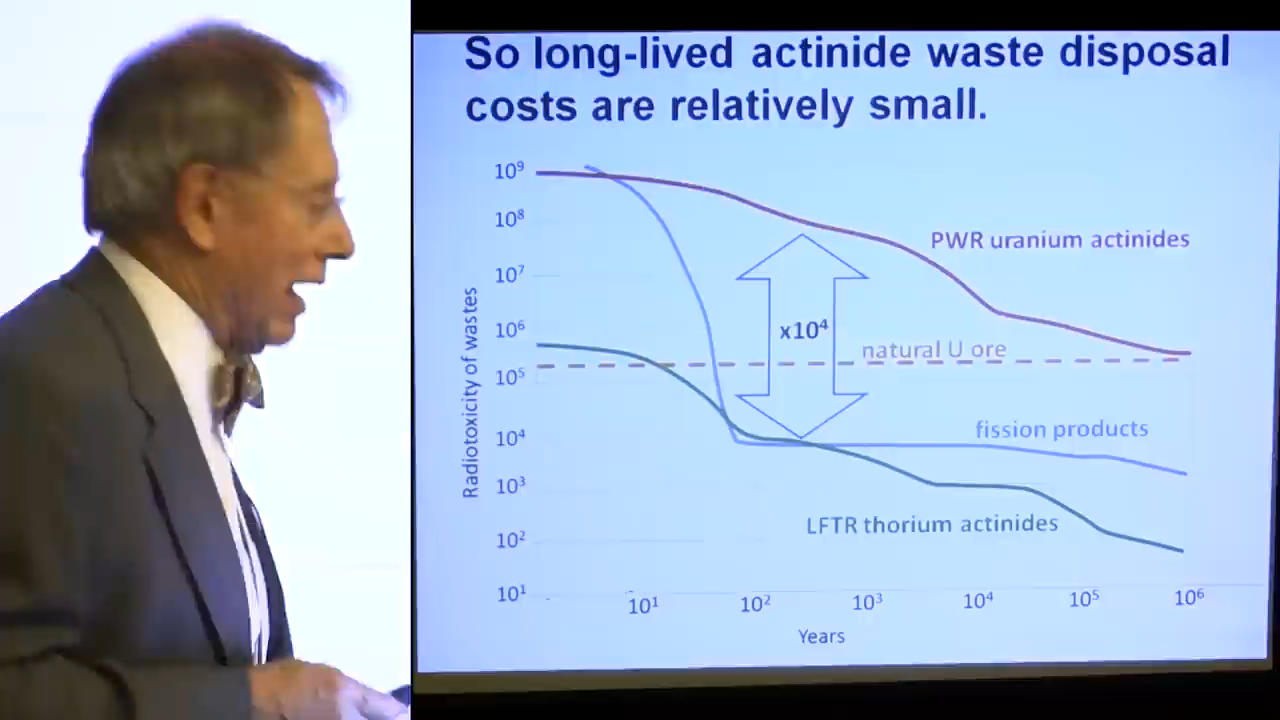 So long-lived actinide waste disposal
costs are relatively small.
10⁹
10⁸
PWR uranium actinides
10⁷
x10⁴
10⁶
natural U ore
10⁵
10⁴
fission products
10³
LFTR thorium actinides
10²
10¹
Radiotoxicity of wastes
10¹ 10² 10³ 10⁴ 10⁵ 10⁶
Years